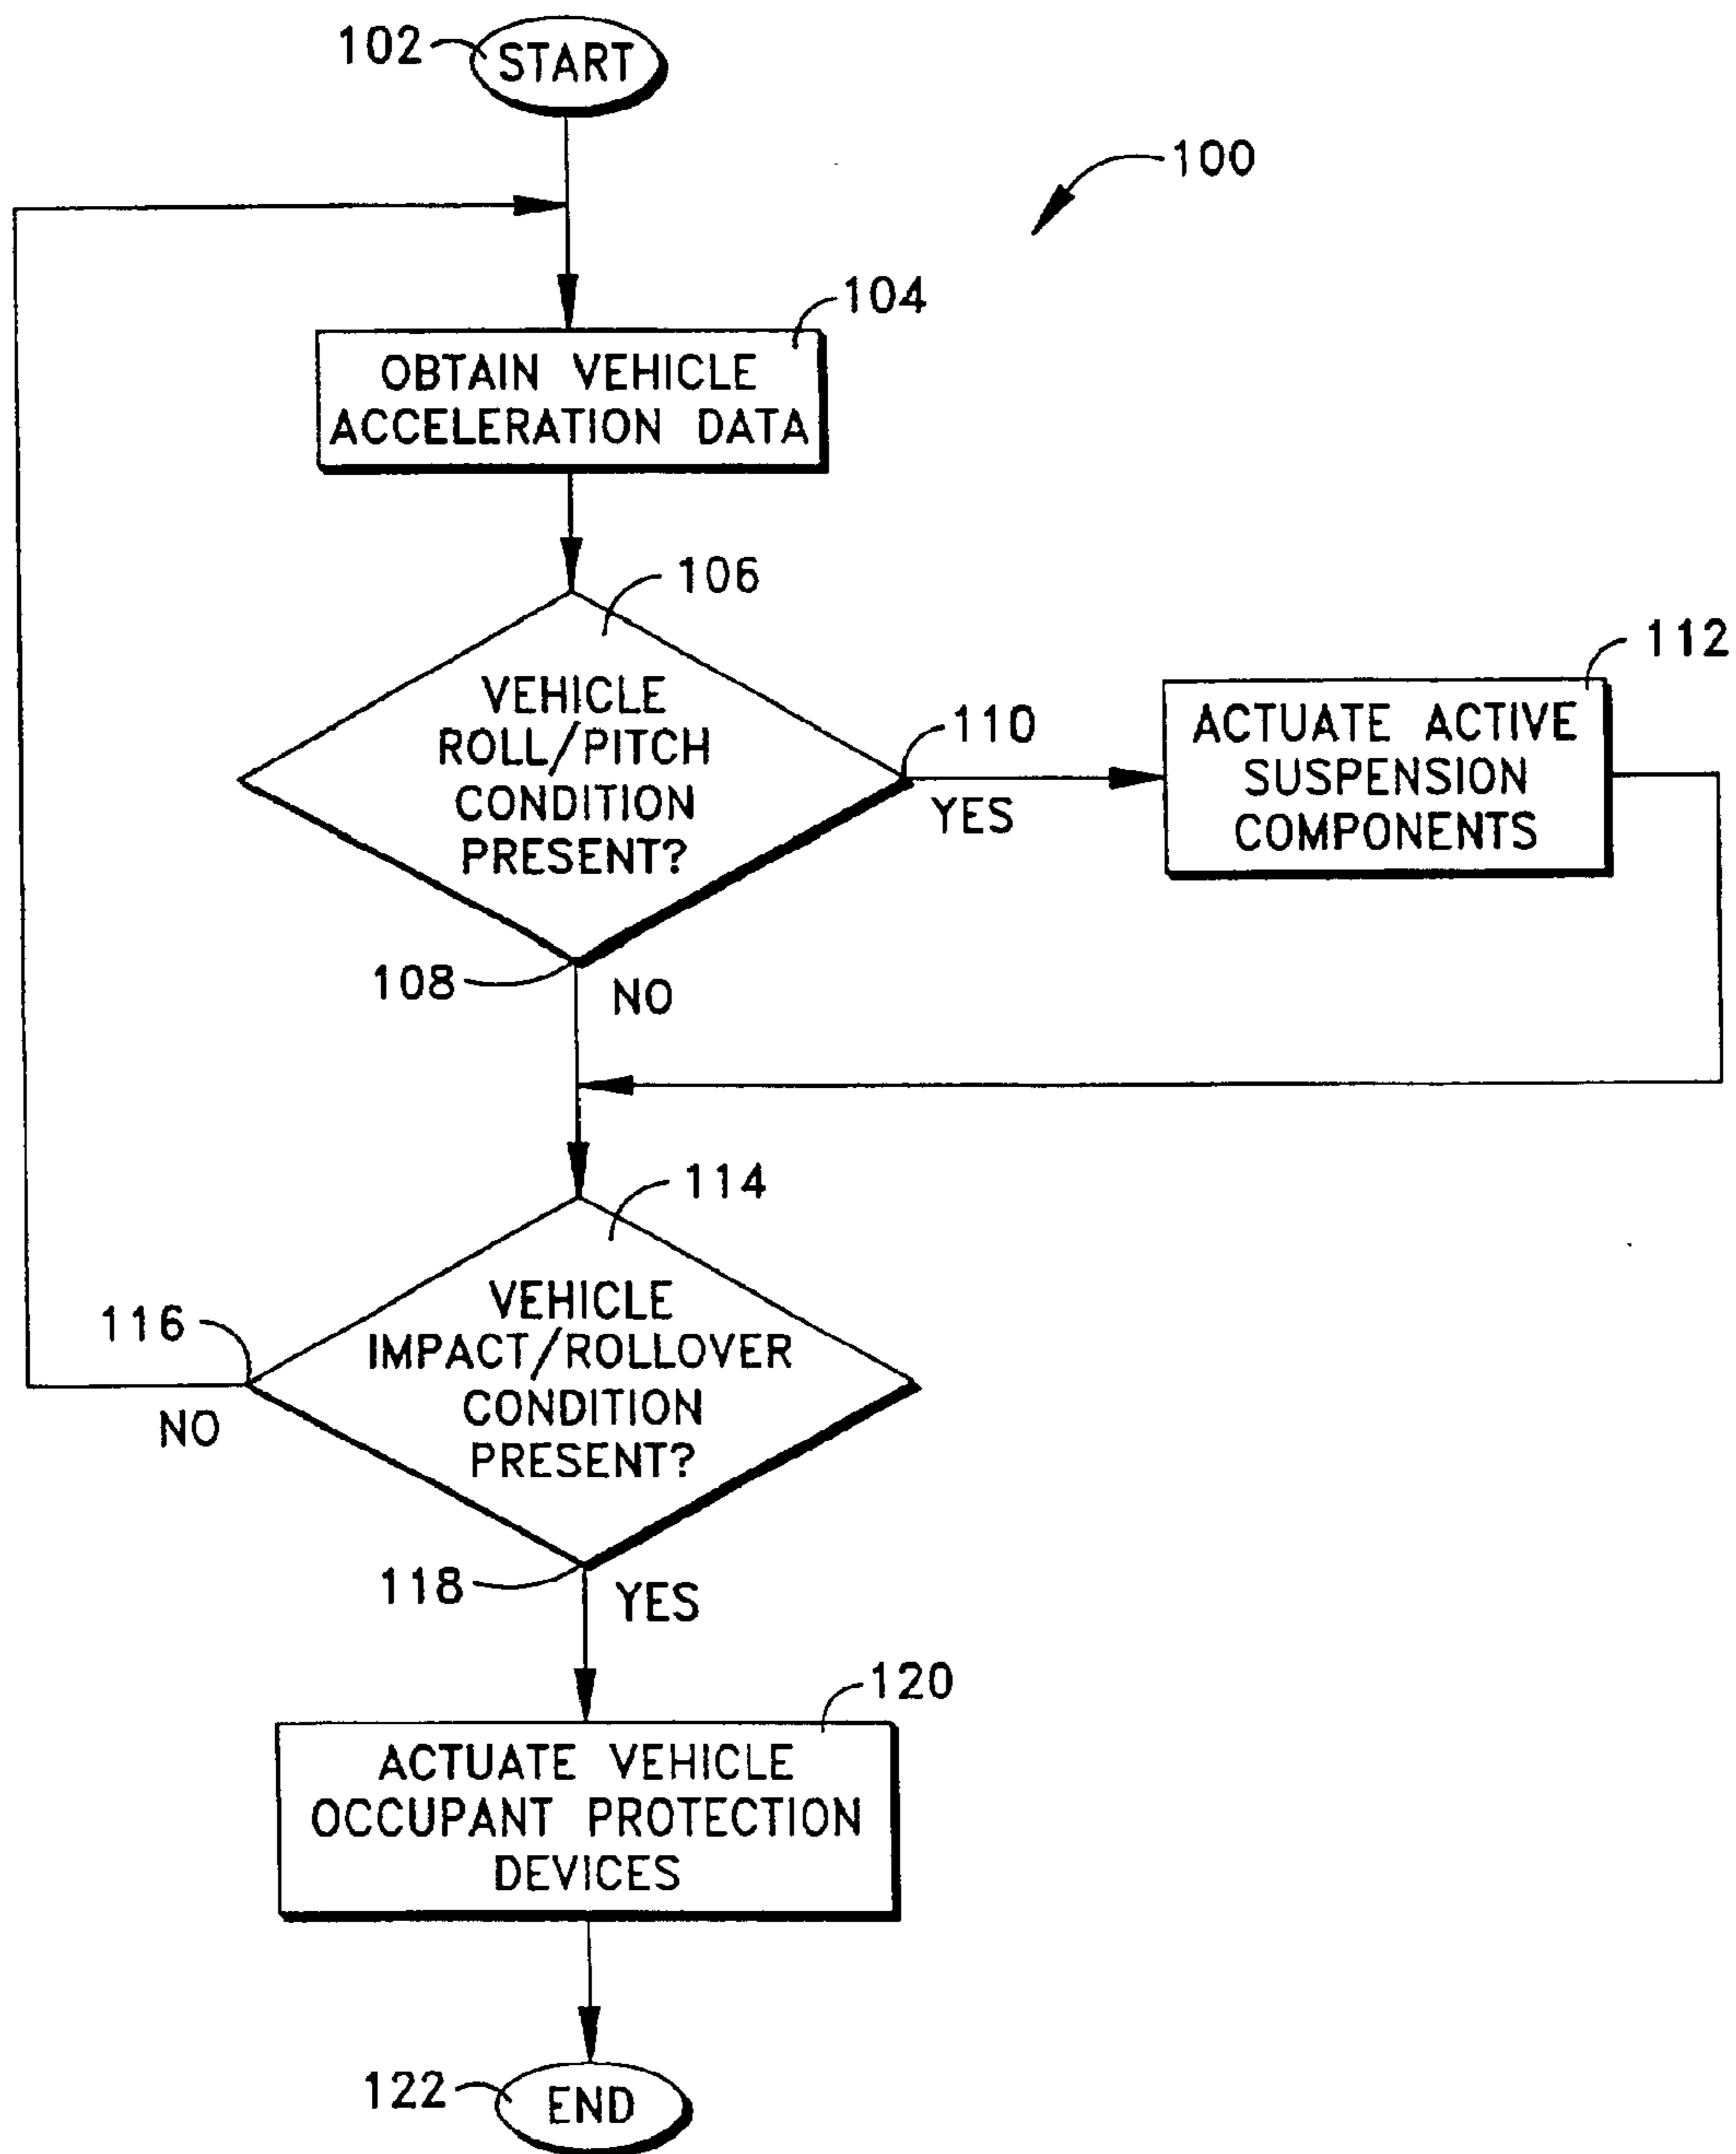 102
START
100
104
OBTAIN VEHICLE
ACCELERATION DATA
106
112
VEHICLE
ROLL/PITCH
CONDITION
PRESENT?
110
YES
ACTUATE ACTIVE
SUSPENSION
COMPONENTS
108
NO
114
116
VEHICLE
IMPACT/ROLLOVER
CONDITION
PRESENT?
NO
118
YES
120
ACTUATE VEHICLE
OCCUPANT PROTECTION
DEVICES
122
END